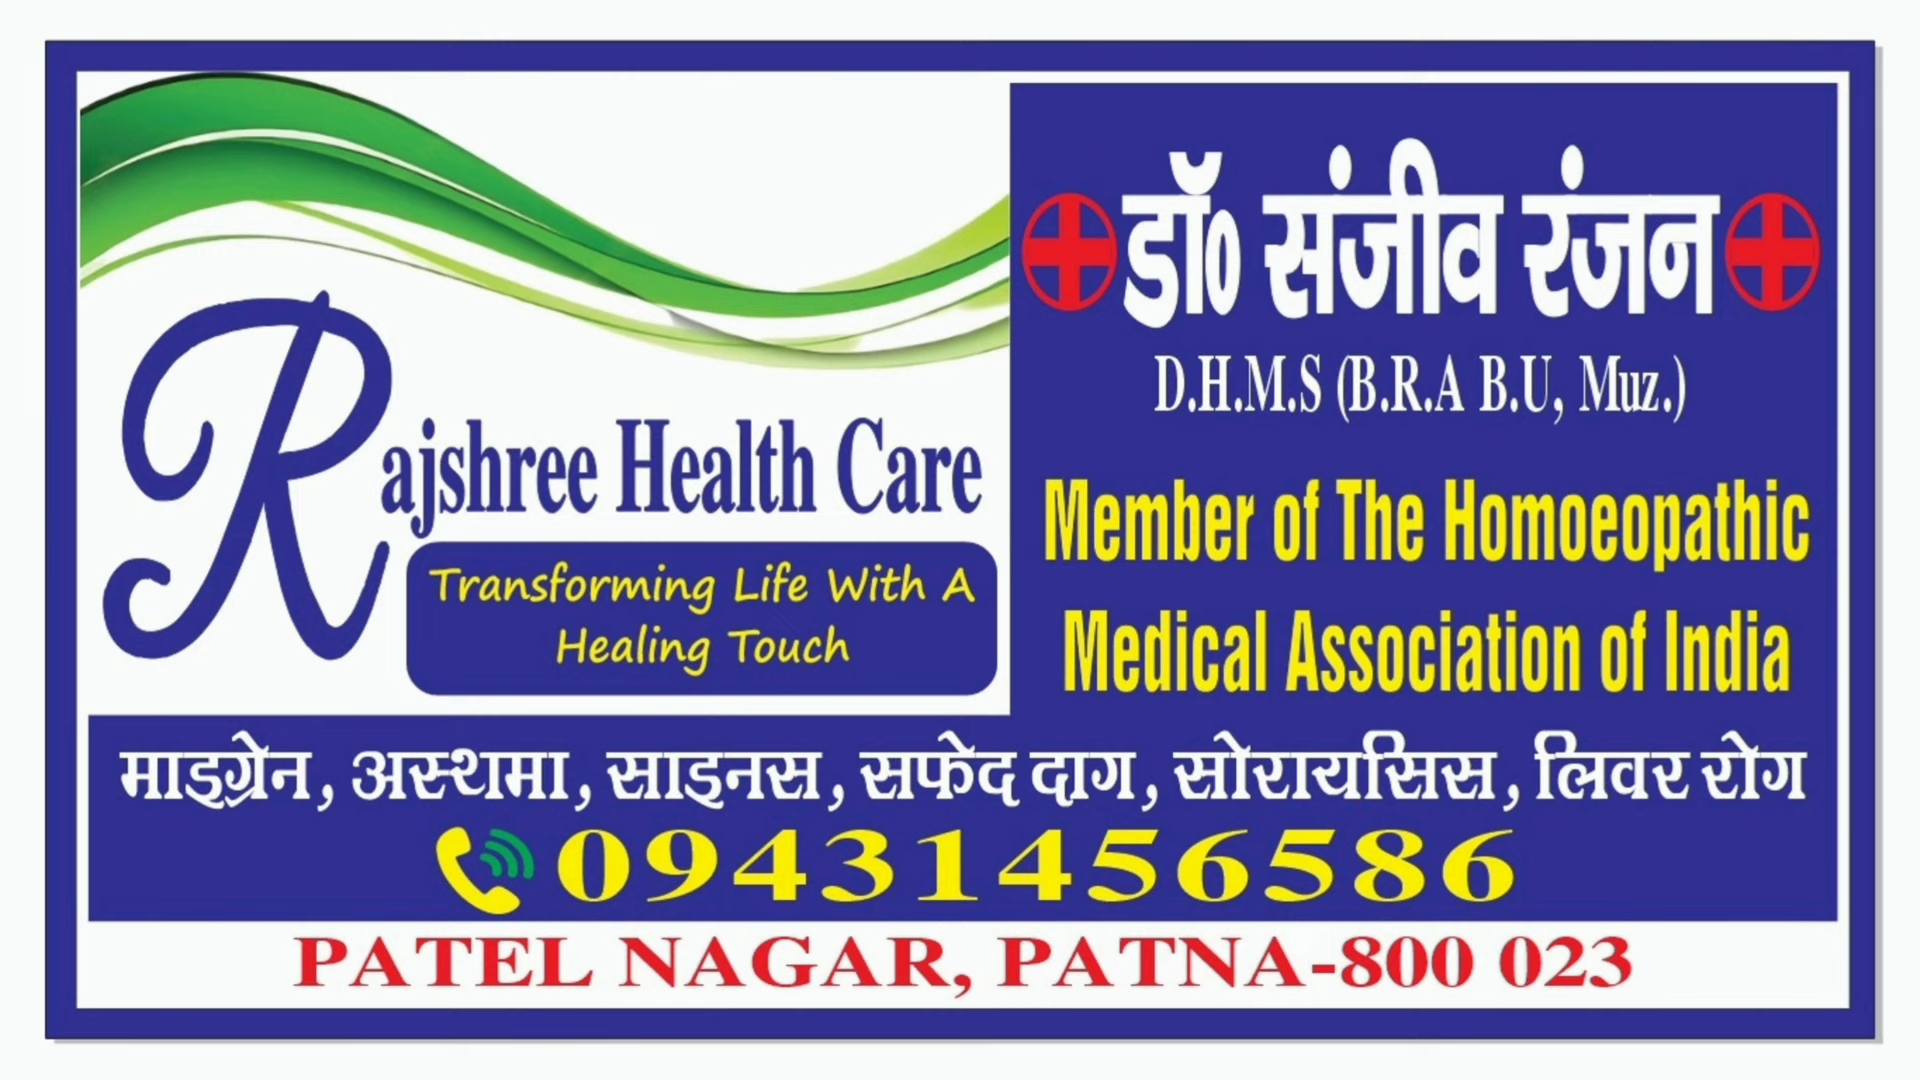 Rajshree Health Care
Transforming Life With A
Healing Touch
डॉ० संजीव रंजन
D.H.M.S (B.R.A B.U, Muz.)
Member of The Homoeopathic
Medical Association of India
माइग्रेन, अस्थमा, साइनस, सफेद दाग, सोरायसिस, लिवर रोग
09431456586
PATEL NAGAR, PATNA-800 023